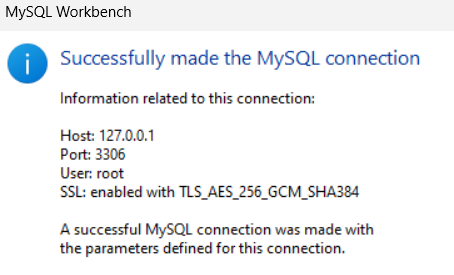 MySQL Workbench
Successfully made the MySQL connection
Information related to this connection:
Host: 127.0.0.1
Port: 3306
User: root
SSL: enabled with TLS_AES_256_GCM_SHA384
A successful MySQL connection was made with
the parameters defined for this connection.